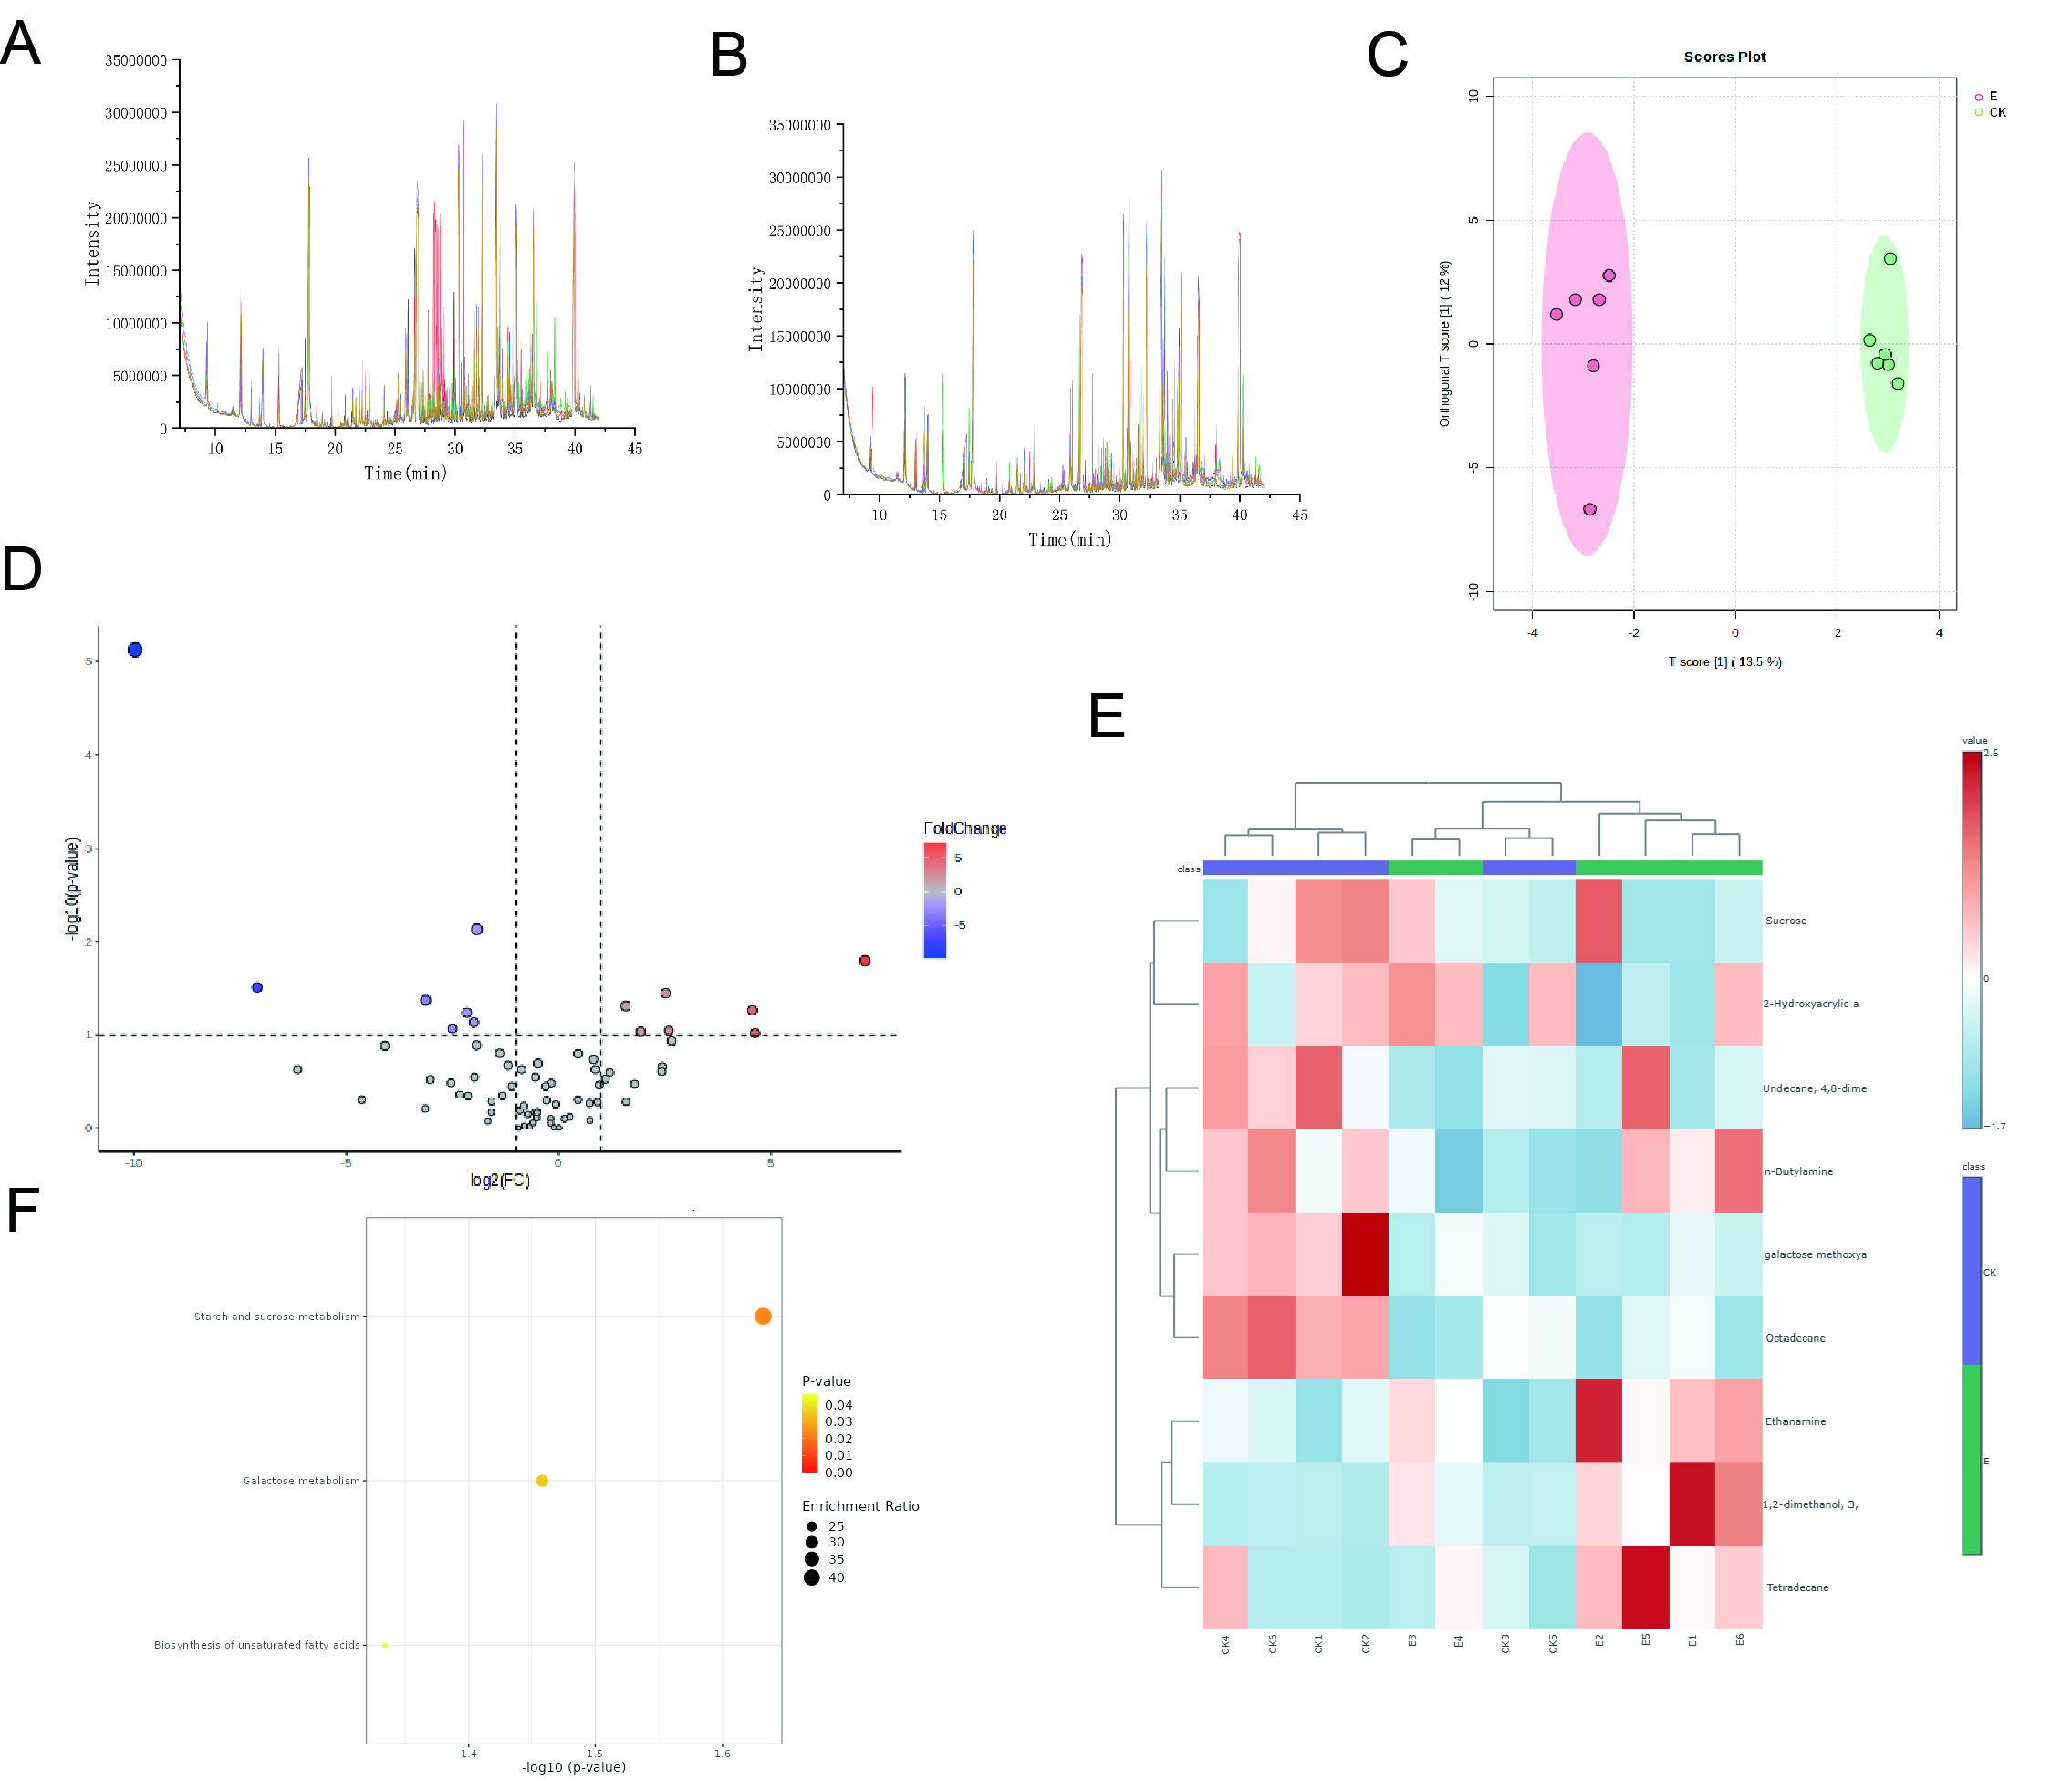 A
35000000
30000000
25000000
20000000
15000000
10000000
5000000
0
Intensity
10 15 20 25 30 35 40 45
Time(min)
B
35000000
30000000
25000000
20000000
15000000
10000000
5000000
0
Intensity
10 15 20 25 30 35 40 45
Time(min)
C
Scores Plot
10
5
0
-5
-10
Orthogonal T score [1] ( 12 %)
-4 -2 0 2 4
T score [1] ( 13.5 %)
E
CK
D
5
4
3
2
1
0
-log10(p-value)
-10 -5 0 5
log2(FC)
FoldChange
5
0
-5
E
class
Sucrose
2-Hydroxyacrylic a
Undecane, 4,8-dime
n-Butylamine
galactose methoxya
Octadecane
Ethanamine
1,2-dimethanol, 3,
Tetradecane
CK4 CK6 CK1 CK2 E3 E4 CK3 CK5 E2 E5 E1 E6
value
2.6
0
-1.7
class
CK
E
F
Starch and sucrose metabolism
Galactose metabolism
Biosynthesis of unsaturated fatty acids
1.4 1.5 1.6
-log10 (p-value)
P-value
0.04
0.03
0.02
0.01
0.00
Enrichment Ratio
25
30
35
40